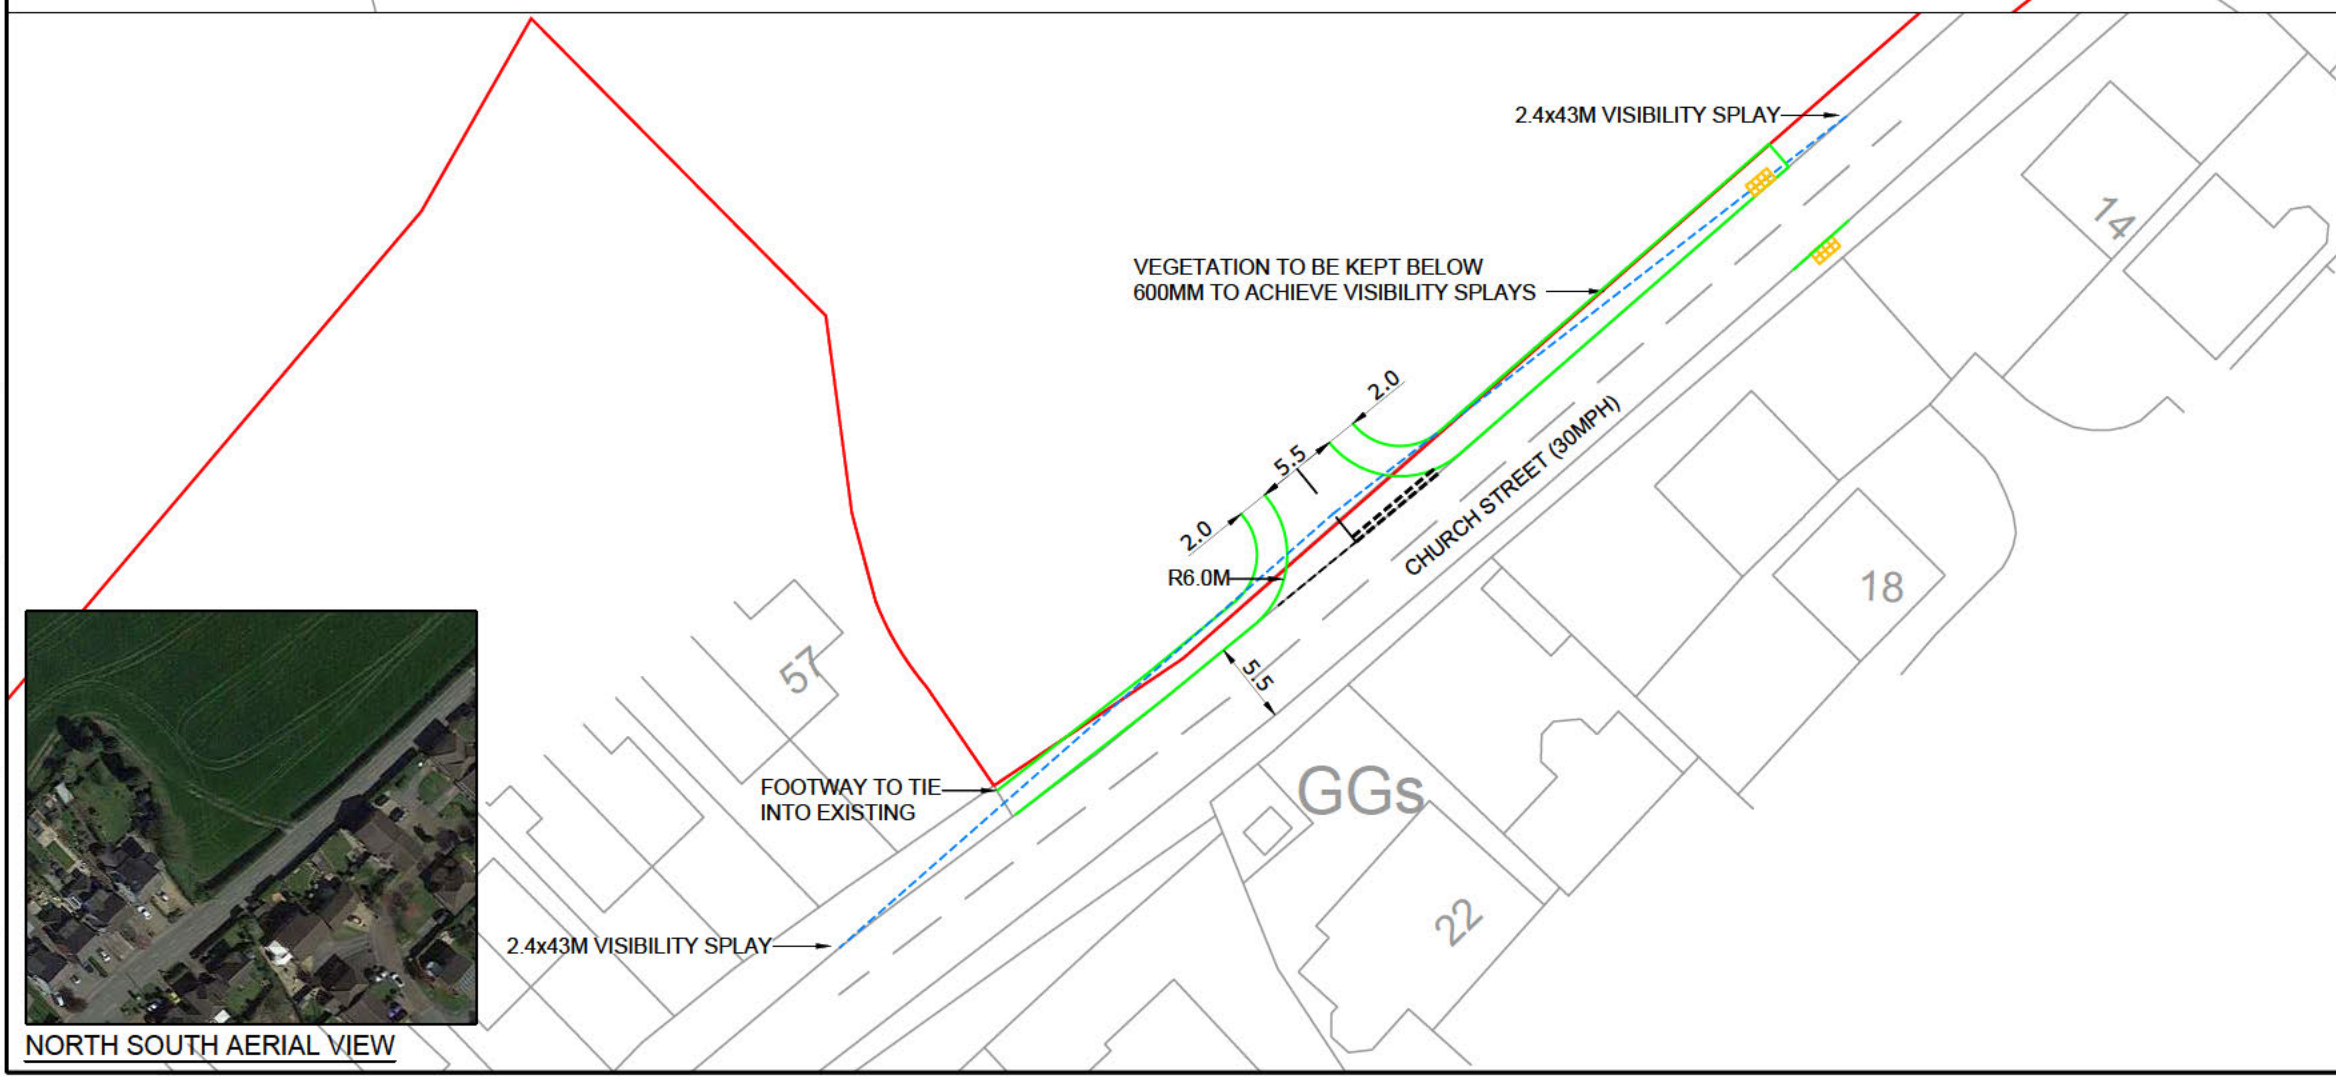 2.4x43M VISIBILITY SPLAY
14
VEGETATION TO BE KEPT BELOW
600MM TO ACHIEVE VISIBILITY SPLAYS
2.0
5.5
2.0
CHURCH STREET (30MPH)
R6.0M
18
57
5.5
FOOTWAY TO TIE
INTO EXISTING
GGs
22
2.4x43M VISIBILITY SPLAY
NORTH SOUTH AERIAL VIEW